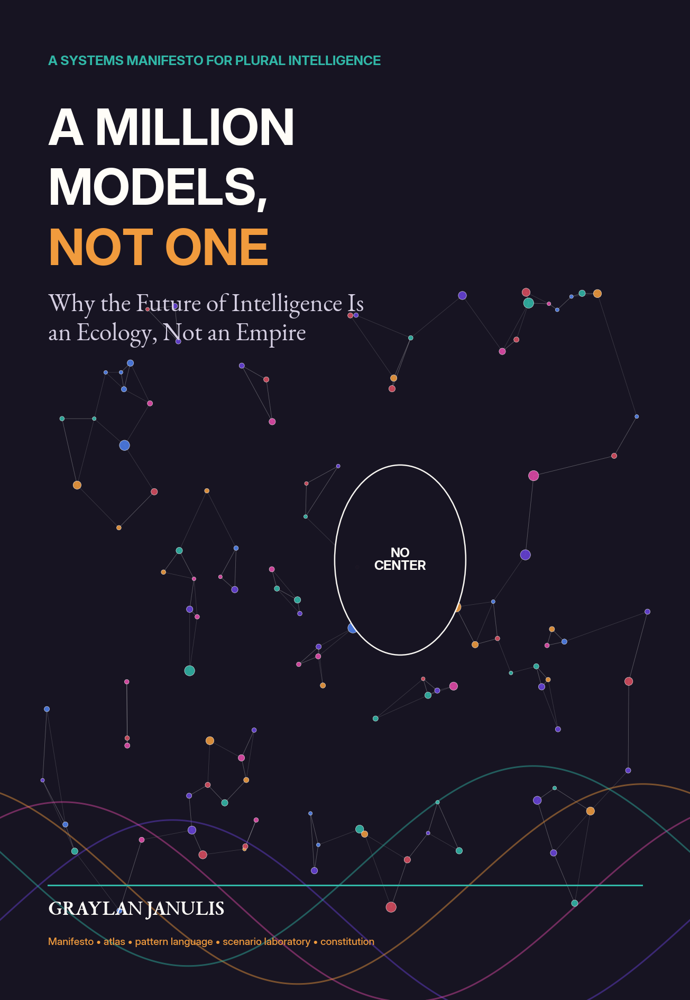 A SYSTEMS MANIFESTO FOR PLURAL INTELLIGENCE
A MILLION
MODELS,
NOT ONE
Why the Future of Intelligence Is
an Ecology, Not an Empire
NO
CENTER
GRAYLAN JANULIS
Manifesto • atlas • pattern language • scenario laboratory • constitution